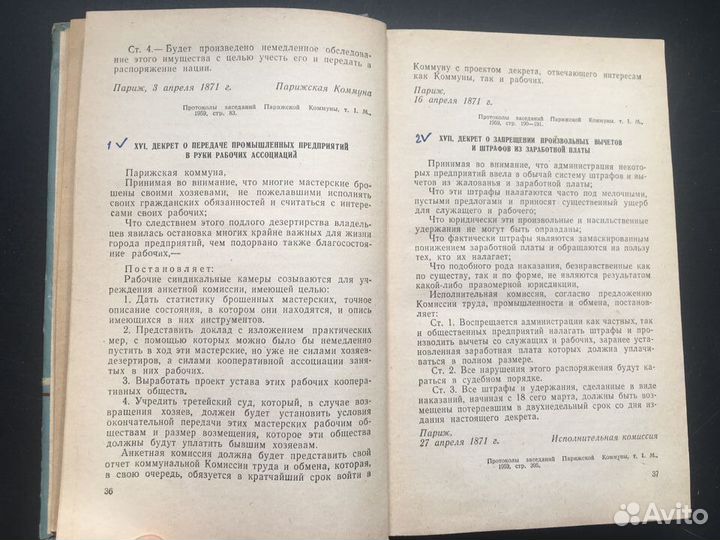 Ст. 4.— Будет произведено немедленное обследование
этого имущества с целью учесть его и передать в
распоряжение нации.
Париж, 3 апреля 1871 г. Парижская Коммуна
Протоколы заседаний Парижской Коммуны, т. I. М.,
1959, стр. 83.
1 ✓ XVI. ДЕКРЕТ О ПЕРЕДАЧЕ ПРОМЫШЛЕННЫХ ПРЕДПРИЯТИЙ
В РУКИ РАБОЧИХ АССОЦИАЦИЙ
Парижская коммуна,
Принимая во внимание, что многие мастерские бро-
шены своими хозяевами, не пожелавшими исполнять
своих гражданских обязанностей и считаться с интере-
сами своих рабочих;
Что следствием этого подлого дезертирства владель-
цев явилась остановка многих крайне важных для жизни
города предприятий, чем подорвано также благосостоя-
ние рабочих,—
Постановляет:
Рабочие синдикальные камеры созываются для уч-
реждения анкетной комиссии, имеющей целью:
1. Дать статистику брошенных мастерских, точное
описание состояния, в котором они находятся, и опись
имеющихся в них инструментов.
2. Представить доклад с изложением практических
мер, с помощью которых можно было бы немедленно
пустить в ход эти мастерские, но уже не силами хозяев-
дезертиров, а силами кооперативной ассоциации заня-
тых в них рабочих.
3. Выработать проект устава этих рабочих коопера-
тивных обществ.
4. Учредить третейский суд, который, в случае воз-
вращения хозяев, должен будет установить условия
окончательной передачи этих мастерских рабочим об-
ществам и размер возмещения, которое эти общества
должны будут уплатить бывшим хозяевам.
Анкетная комиссия должна будет представить свой
отчет коммунальной Комиссии труда и обмена, которая,
в свою очередь, обязуется в кратчайший срок войти в
36
Коммуну с проектом декрета, отвечающего интересам
как Коммуны, так и рабочих.
Париж,
16 апреля 1871 г.
Протоколы заседаний Парижской Коммуны, т. I. М.,
1959, стр. 190—191.
2 ✓ XVII. ДЕКРЕТ О ЗАПРЕЩЕНИИ ПРОИЗВОЛЬНЫХ ВЫЧЕТОВ
И ШТРАФОВ ИЗ ЗАРАБОТНОЙ ПЛАТЫ
Принимая во внимание, что администрация некото-
рых предприятий ввела в обычай систему штрафов и вы-
четов из жалованья и заработной платы;
Что эти штрафы налагаются часто под мелочными,
пустыми предлогами и приносят существенный ущерб
для служащего и рабочего;
Что юридически эти произвольные и насильственные
удержания не могут быть оправданы;
Что фактически штрафы являются замаскированным
понижением заработной платы и обращаются на пользу
тех, кто их налагает;
Что подобного рода наказания, безнравственные как
по существу, так и по форме, не являются результатом
какой-либо правомерной юрисдикции,
Исполнительная комиссия, согласно предложению
Комиссии труда, промышленности и обмена, постанов-
ляет:
Ст. 1. Воспрещается администрации как частных, так
и общественных предприятий налагать штрафы и про-
изводить вычеты со служащих и рабочих, заранее уста-
новленная заработная плата которых должна уплачи-
ваться в полном размере.
Ст. 2. Все нарушения этого распоряжения будут ка-
раться в судебном порядке.
Ст. 3. Все штрафы и удержания, сделанные в виде
наказаний, начиная с 18 сего марта, должны быть воз-
мещены потерпевшим в двухнедельный срок со дня из-
дания настоящего декрета.
Париж,
27 апреля 1871 г. Исполнительная комиссия
Протоколы заседаний Парижской Коммуны, т. I. М.,
1959, стр. 395.
37
Avito